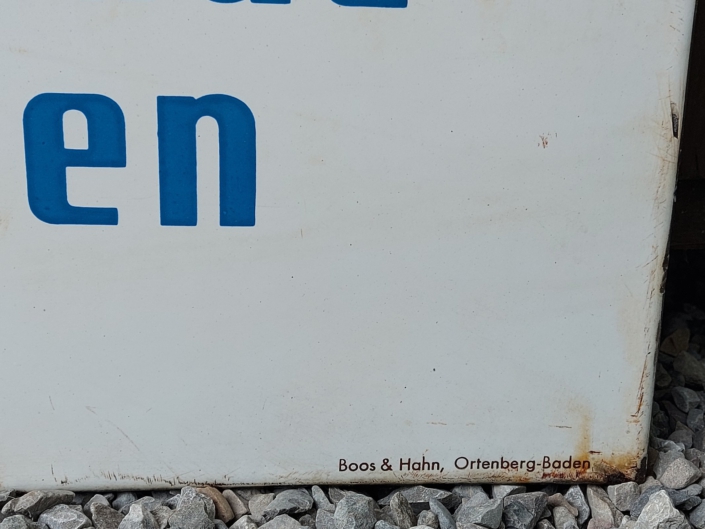 en
Boos & Hahn, Ortenberg-Baden